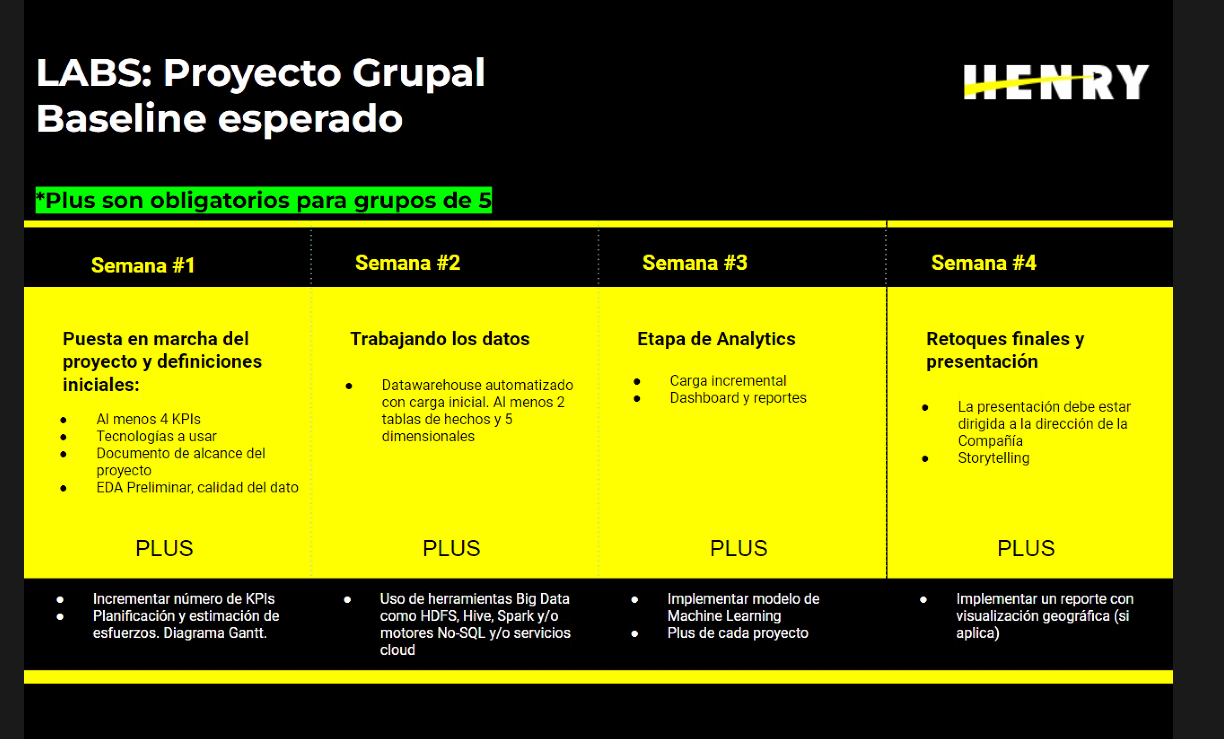 LABS: Proyecto Grupal
Baseline esperado
HENRY
*Plus son obligatorios para grupos de 5
Semana #1
Semana #2
Semana #3
Semana #4
Puesta en marcha del
proyecto y definiciones
iniciales:
● Al menos 4 KPIs
● Tecnologías a usar
● Documento de alcance del
proyecto
● EDA Preliminar, calidad del dato
Trabajando los datos
● Datawarehouse automatizado
con carga inicial. Al menos 2
tablas de hechos y 5
dimensionales
Etapa de Analytics
● Carga incremental
● Dashboard y reportes
Retoques finales y
presentación
● La presentación debe estar
dirigida a la dirección de la
Compañía
● Storytelling
PLUS
PLUS
PLUS
PLUS
● Incrementar número de KPIs
● Planificación y estimación de
esfuerzos. Diagrama Gantt.
● Uso de herramientas Big Data
como HDFS, Hive, Spark y/o
motores No-SQL y/o servicios
cloud
● Implementar modelo de
Machine Learning
● Plus de cada proyecto
● Implementar un reporte con
visualización geográfica (si
aplica)